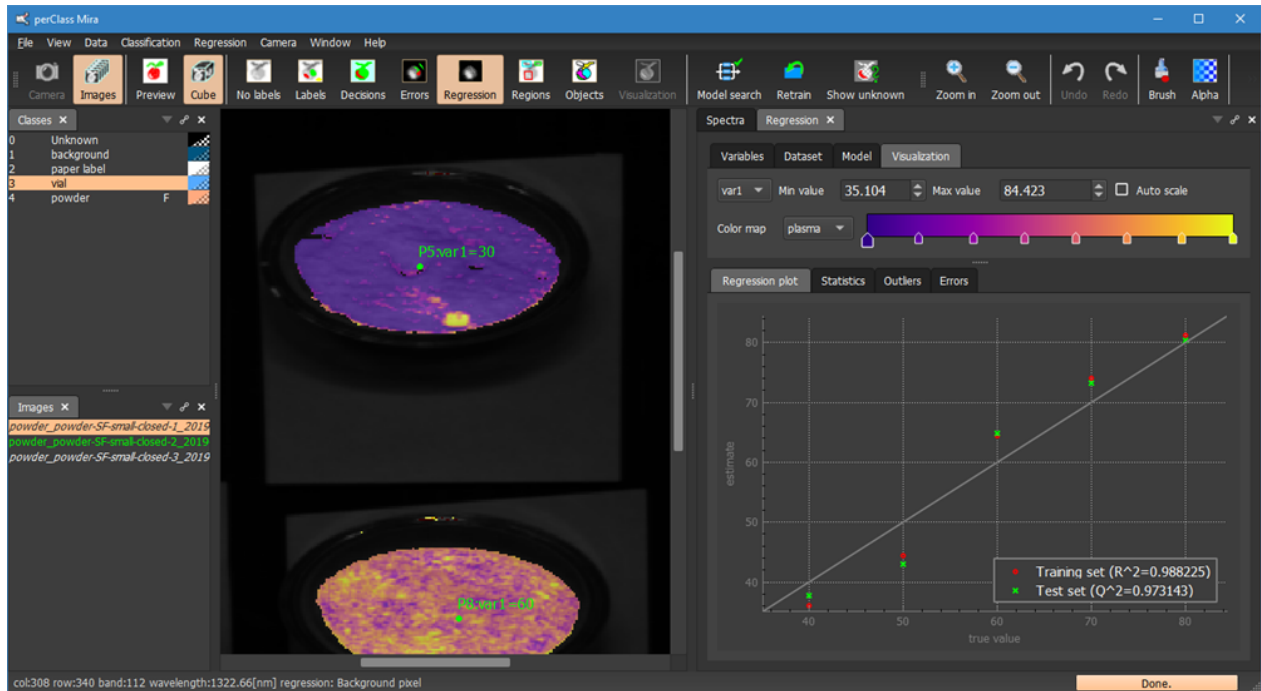 perClass Mira
File View Data Classification Regression Camera Window Help
Camera Images Preview Cube No labels Labels Decisions Errors Regression Regions Objects Visualization Model search Retrain Show unknown Zoom in Zoom out Undo Redo Brush Alpha
Classes
0 Unknown
1 background
2 paper label
3 vial
4 powder F
Images
powder_powder-SF-small-closed-1_2019
powder_powder-SF-small-closed-2_2019
powder_powder-SF-small-closed-3_2019
P5:var1=30
P8:var1=60
Spectra Regression
Variables Dataset Model Visualization
var1 Min value 35.104 Max value 84.423 Auto scale
Color map plasma
Regression plot Statistics Outliers Errors
80
70
60
50
40
estimate
Training set (R^2=0.988225)
Test set (Q^2=0.973143)
40 50 60 70 80
true value
col:308 row:340 band:112 wavelength:1322.66[nm] regression: Background pixel
Done.